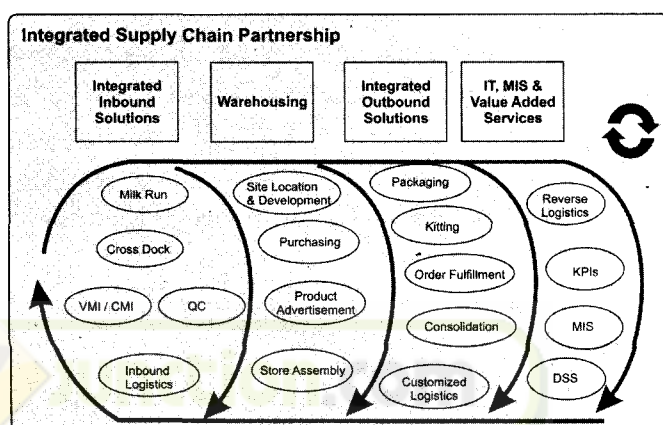 Integrated Supply Chain Partnership
Integrated
Inbound
Solutions
Warehousing
Integrated
Outbound
Solutions
IT, MIS &
Value Added
Services
Milk Run
Cross Dock
VMI / CMI
QC
Inbound
Logistics
Site Location
& Development
Purchasing
Product
Advertisement
Store Assembly
Packaging
Kitting
Order Fulfillment
Consolidation
Customized
Logistics
Reverse
Logistics
KPIs
MIS
DSS